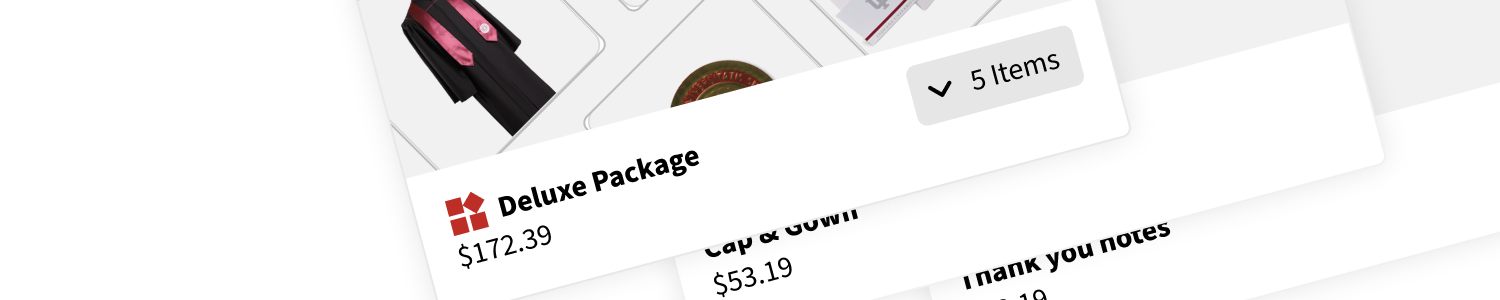 5 Items
Deluxe Package
$172.39
Cap & Gown
$53.19
Thank you notes